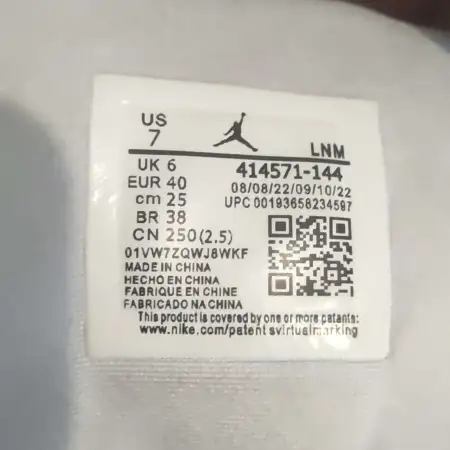 US
7
LNM
UK 6
414571-144
EUR 40
08/08/22/09/10/22
cm 25
UPC 00193658234597
BR 38
CN 250(2.5)
01VW7ZQWJ8WKF
MADE IN CHINA
HECHO EN CHINA
FABRIQUE EN CHINE
FABRICADO NA CHINA
This product is covered by one or more patents:
www.nike.com/patentsvirtualmarking